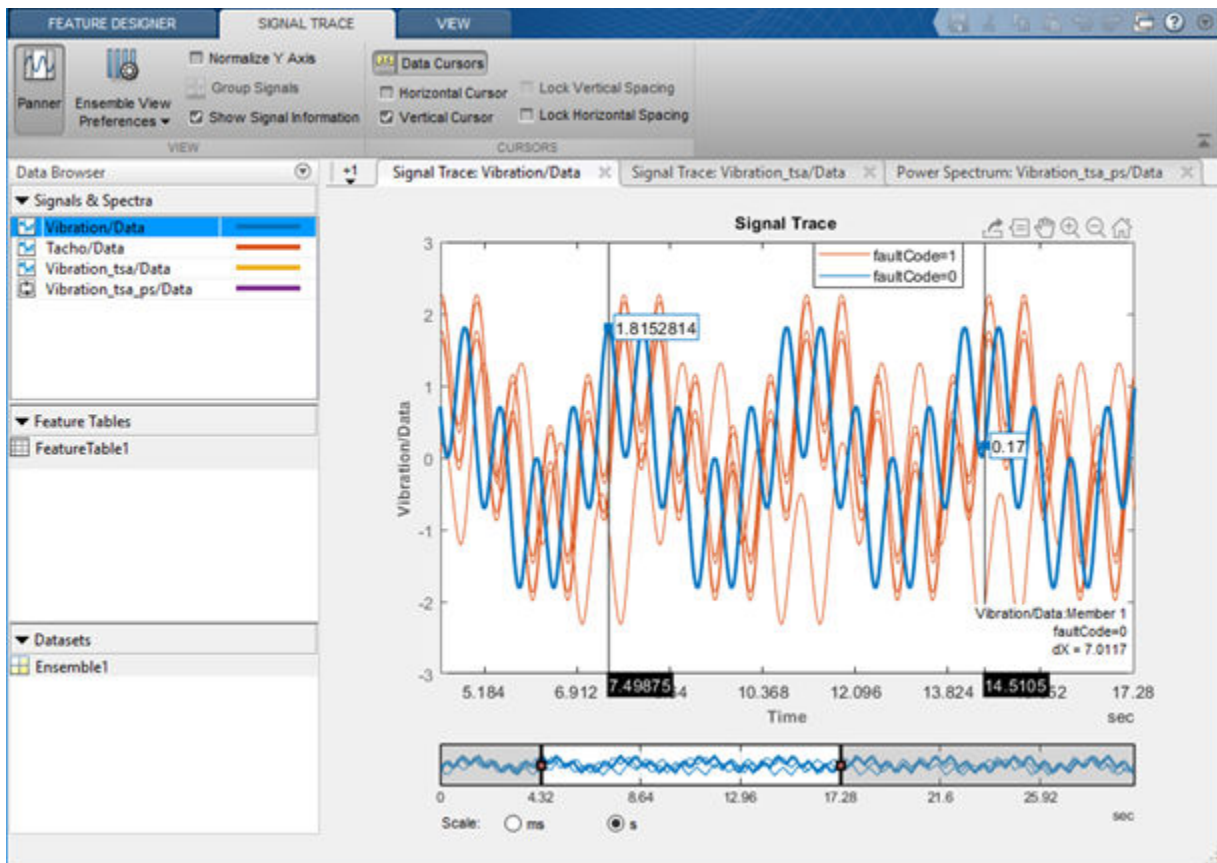 FEATURE DESIGNER SIGNAL TRACE VIEW
Panner
Ensemble View
Preferences
Normalize Y Axis
Group Signals
Show Signal Information
VIEW
Data Cursors
Horizontal Cursor Lock Vertical Spacing
Vertical Cursor Lock Horizontal Spacing
CURSORS
Data Browser
Signals & Spectra
Vibration/Data
Tacho/Data
Vibration_tsa/Data
Vibration_tsa_ps/Data
Feature Tables
FeatureTable1
Datasets
Ensemble1
+1
Signal Trace: Vibration/Data Signal Trace: Vibration_tsa/Data Power Spectrum: Vibration_tsa_ps/Data
Signal Trace
faultCode=1
faultCode=0
3
2
1
0
-1
-2
-3
Vibration/Data
1.8152814
0.17
Vibration/Data:Member 1
faultCode=0
dX = 7.0117
5.184 6.912 7.49875 10.368 12.096 13.824 14.5105 17.28
Time
sec
0 4.32 8.64 12.96 17.28 21.6 25.92
sec
Scale: ms s